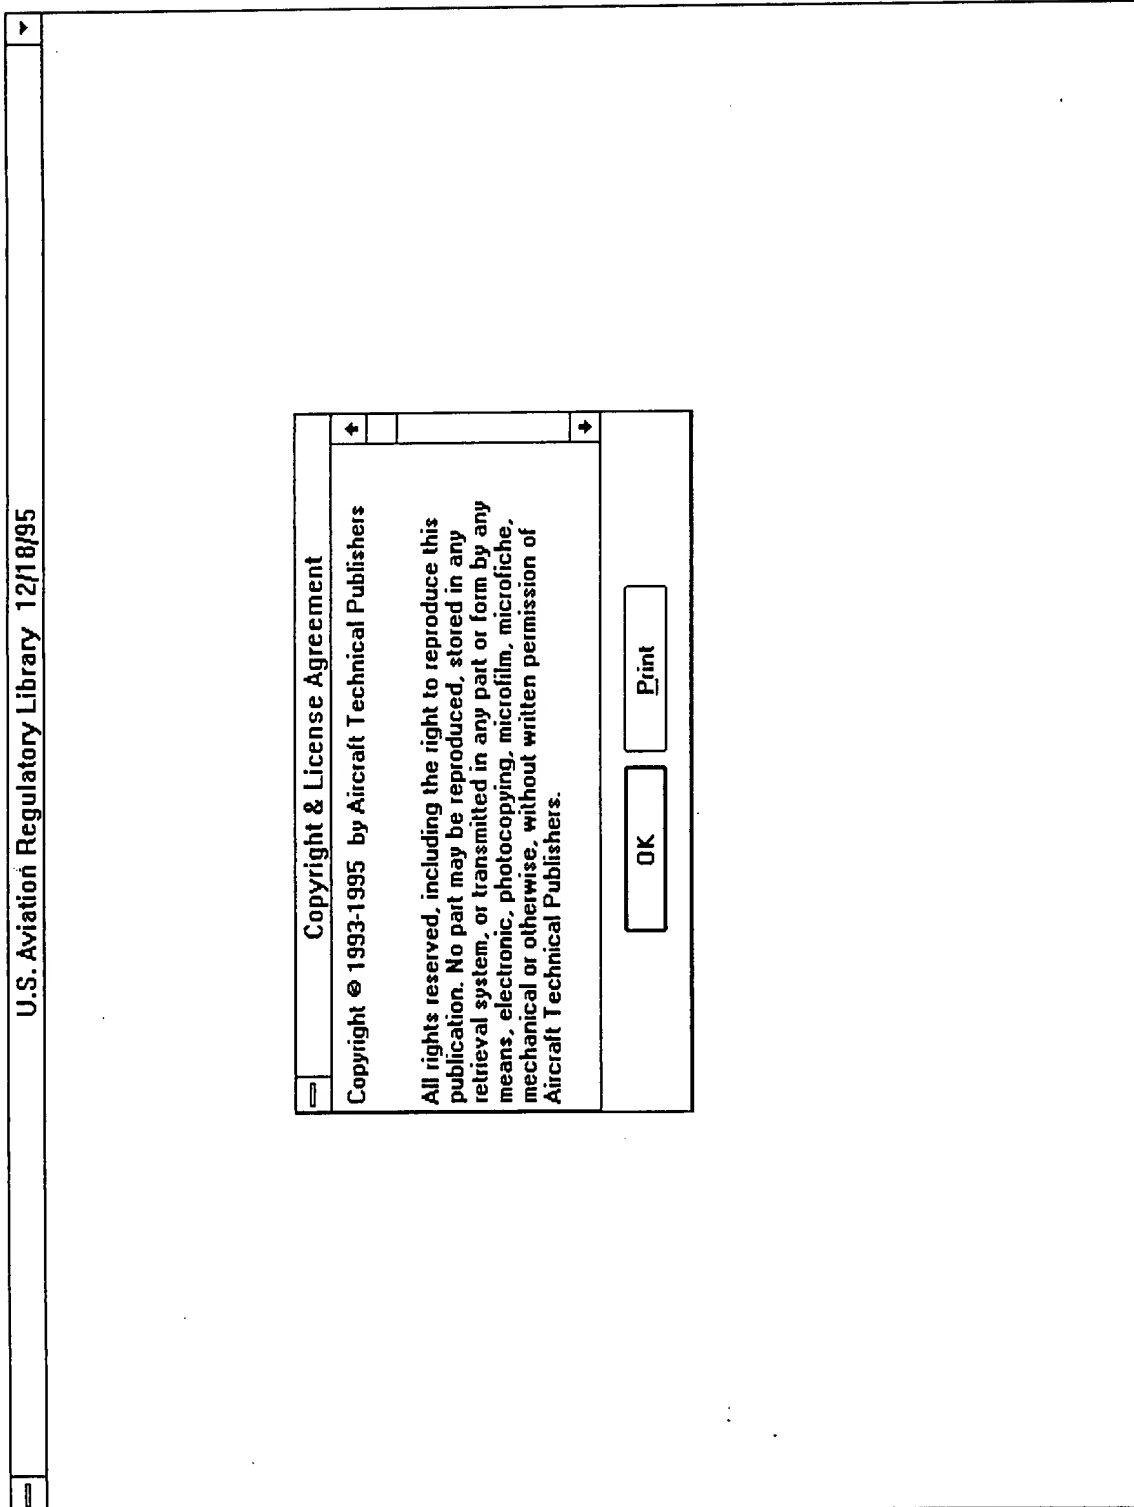 U.S. Aviation Regulatory Library 12/18/95
Copyright & License Agreement
Copyright © 1993-1995 by Aircraft Technical Publishers
All rights reserved, including the right to reproduce this
publication. No part may be reproduced, stored in any
retrieval system, or transmitted in any part or form by any
means, electronic, photocopying, microfilm, microfiche,
mechanical or otherwise, without written permission of
Aircraft Technical Publishers.
OK
Print